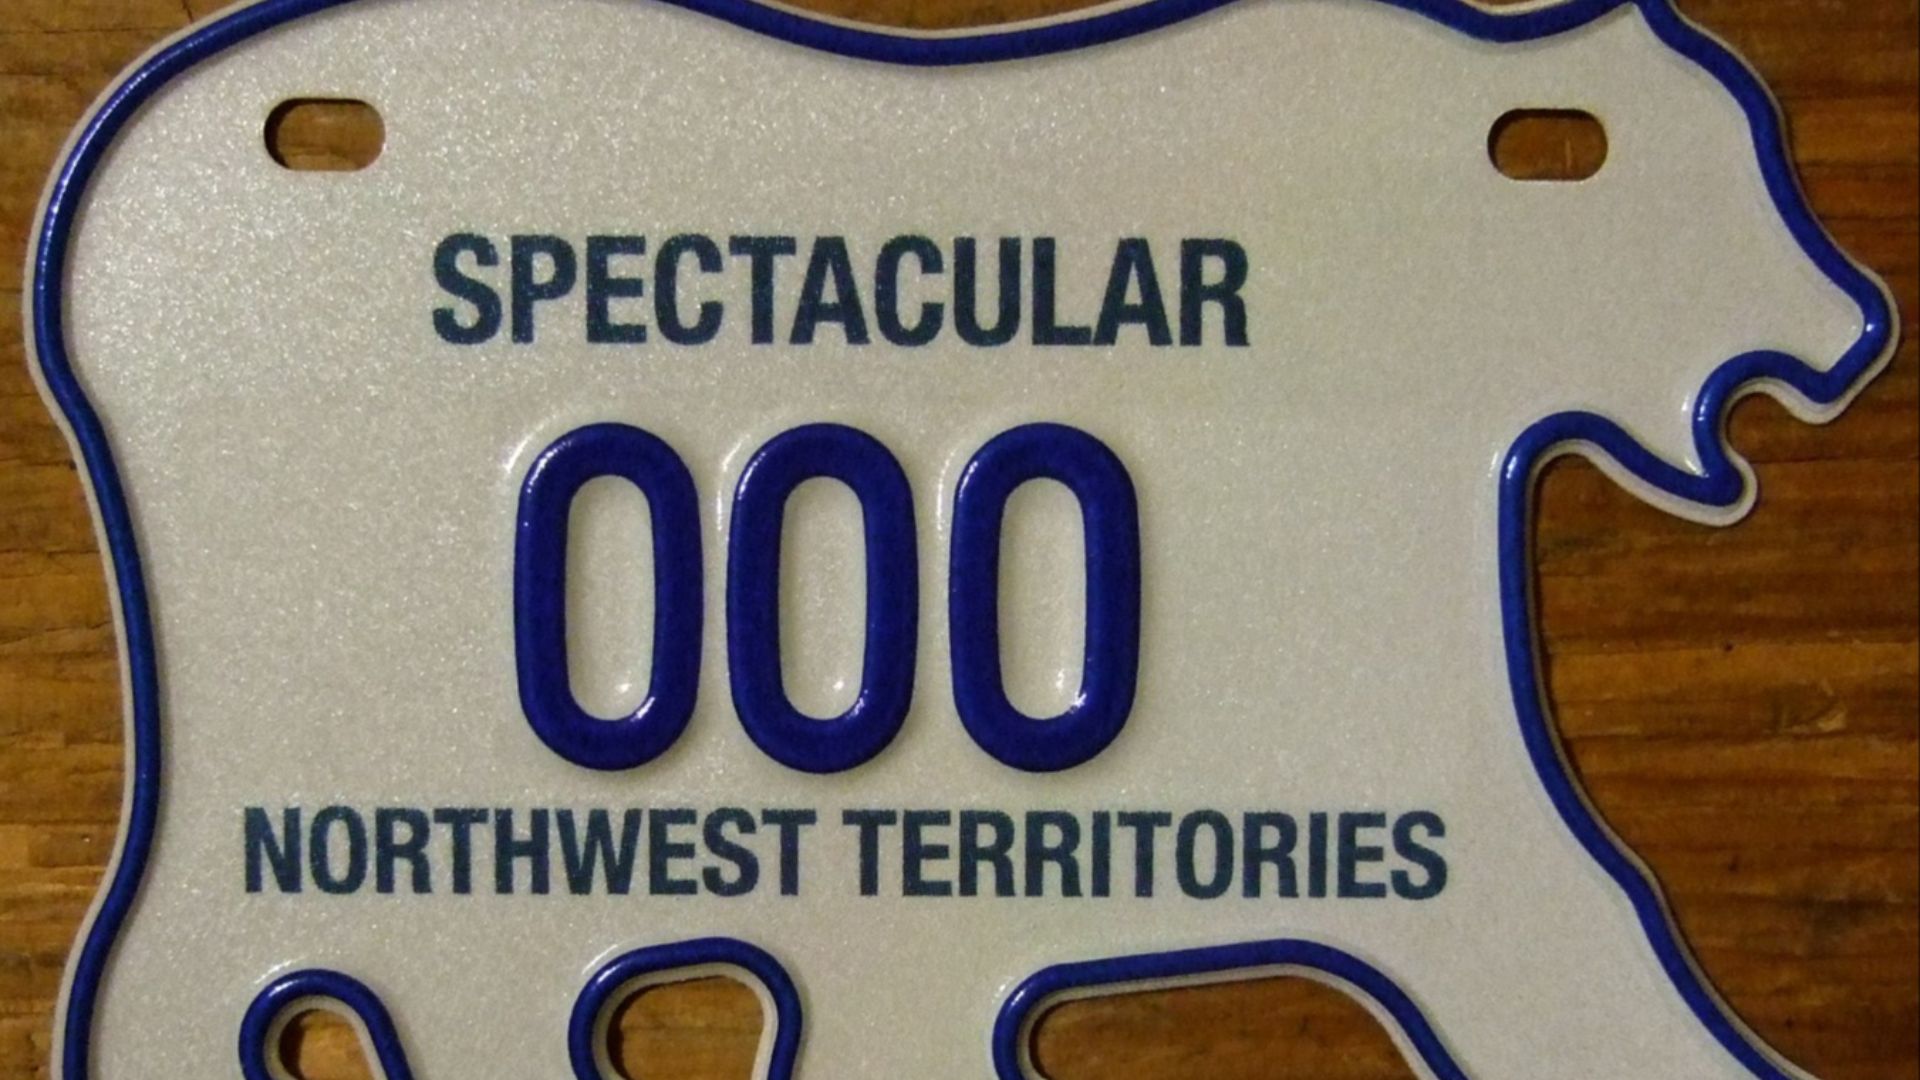 SPECTACULAR
000
NORTHWEST TERRITORIES